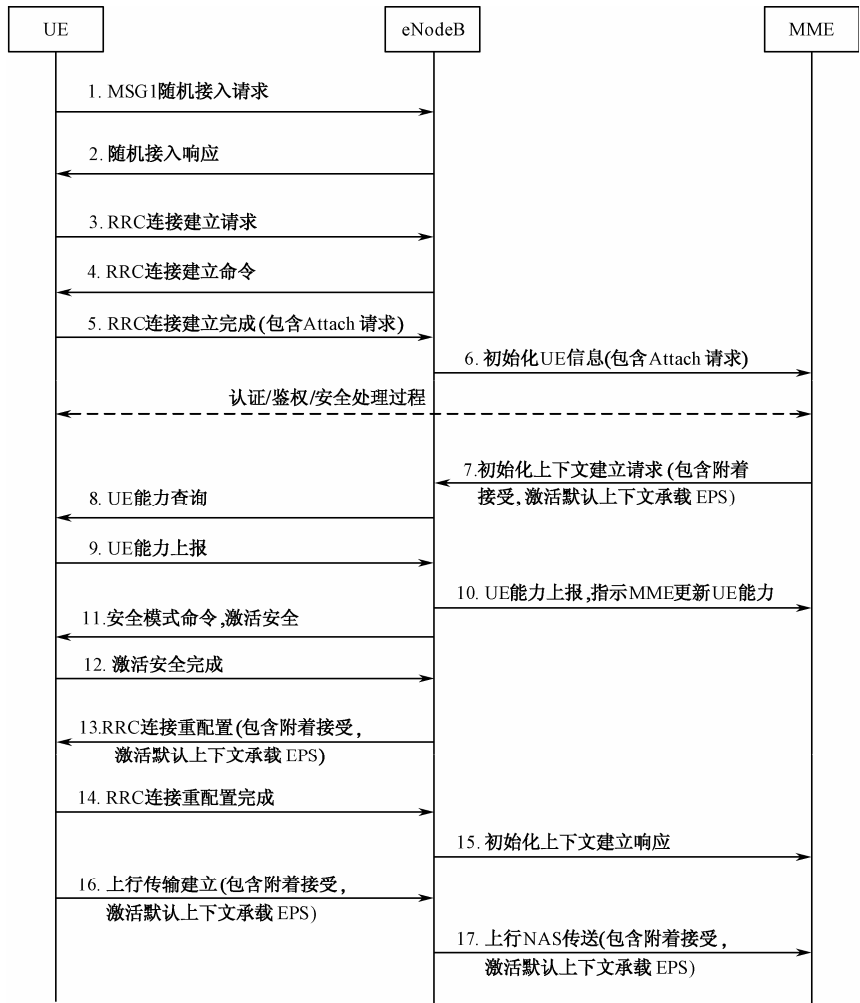 UE
eNodeB
MME
1. MSG1随机接入请求
2. 随机接入响应
3. RRC连接建立请求
4. RRC连接建立命令
5. RRC连接建立完成(包含Attach 请求)
6. 初始化UE信息(包含Attach 请求)
认证/鉴权/安全处理过程
7.初始化上下文建立请求 (包含附着
接受, 激活默认上下文承载 EPS)
8. UE能力查询
9. UE能力上报
10. UE能力上报,指示MME更新UE能力
11.安全模式命令,激活安全
12. 激活安全完成
13.RRC连接重配置(包含附着接受,
激活默认上下文承载 EPS)
14. RRC连接重配置完成
15. 初始化上下文建立响应
16. 上行传输建立(包含附着接受,
激活默认上下文承载 EPS)
17. 上行NAS传送(包含附着接受,
激活默认上下文承载 EPS)